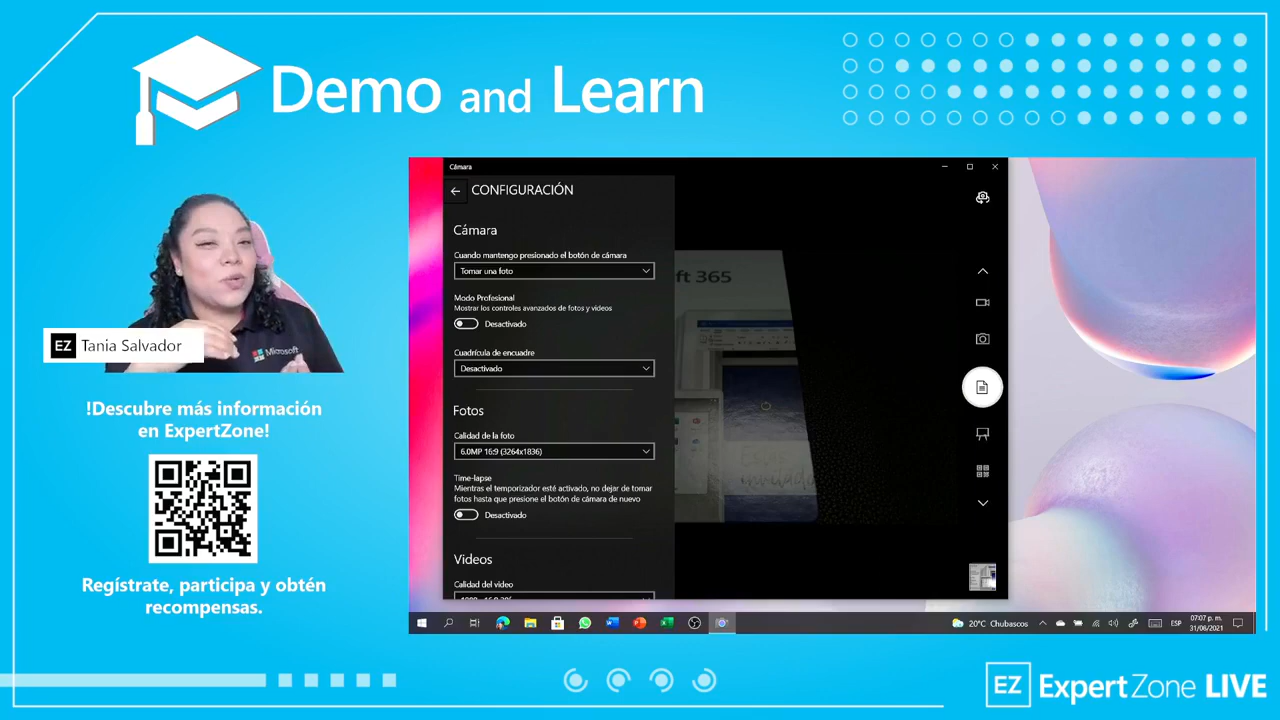 Demo and Learn
EZ Tania Salvador
Microsoft
!Descubre más información
en ExpertZone!
Regístrate, participa y obtén
recompensas.
Cámara
CONFIGURACIÓN
Cámara
Cuando mantengo presionado el botón de cámara
Tomar una foto
Modo Profesional
Mostrar los controles avanzados de fotos y videos
Desactivado
Cuadrícula de encuadre
Desactivado
Fotos
Calidad de la foto
6.0MP 16:9 (3264x1836)
Time-lapse
Mientras el temporizador esté activado, no dejar de tomar
fotos hasta que presione el botón de cámara de nuevo
Desactivado
Videos
Calidad del video
ft 365
20°C Chubascos
ESP
07:07 p. m.
31/08/2021
EZ ExpertZone LIVE